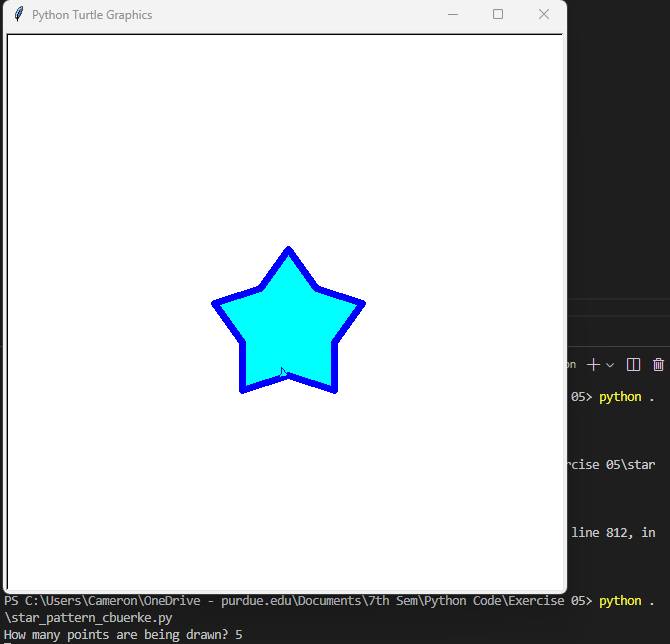 Python Turtle Graphics
on
05> python .
rcise 05\star
line 812, in
PS C:\Users\Cameron\OneDrive - purdue.edu\Documents\7th Sem\Python Code\Exercise 05> python .
\star_pattern_cbuerke.py
How many points are being drawn? 5